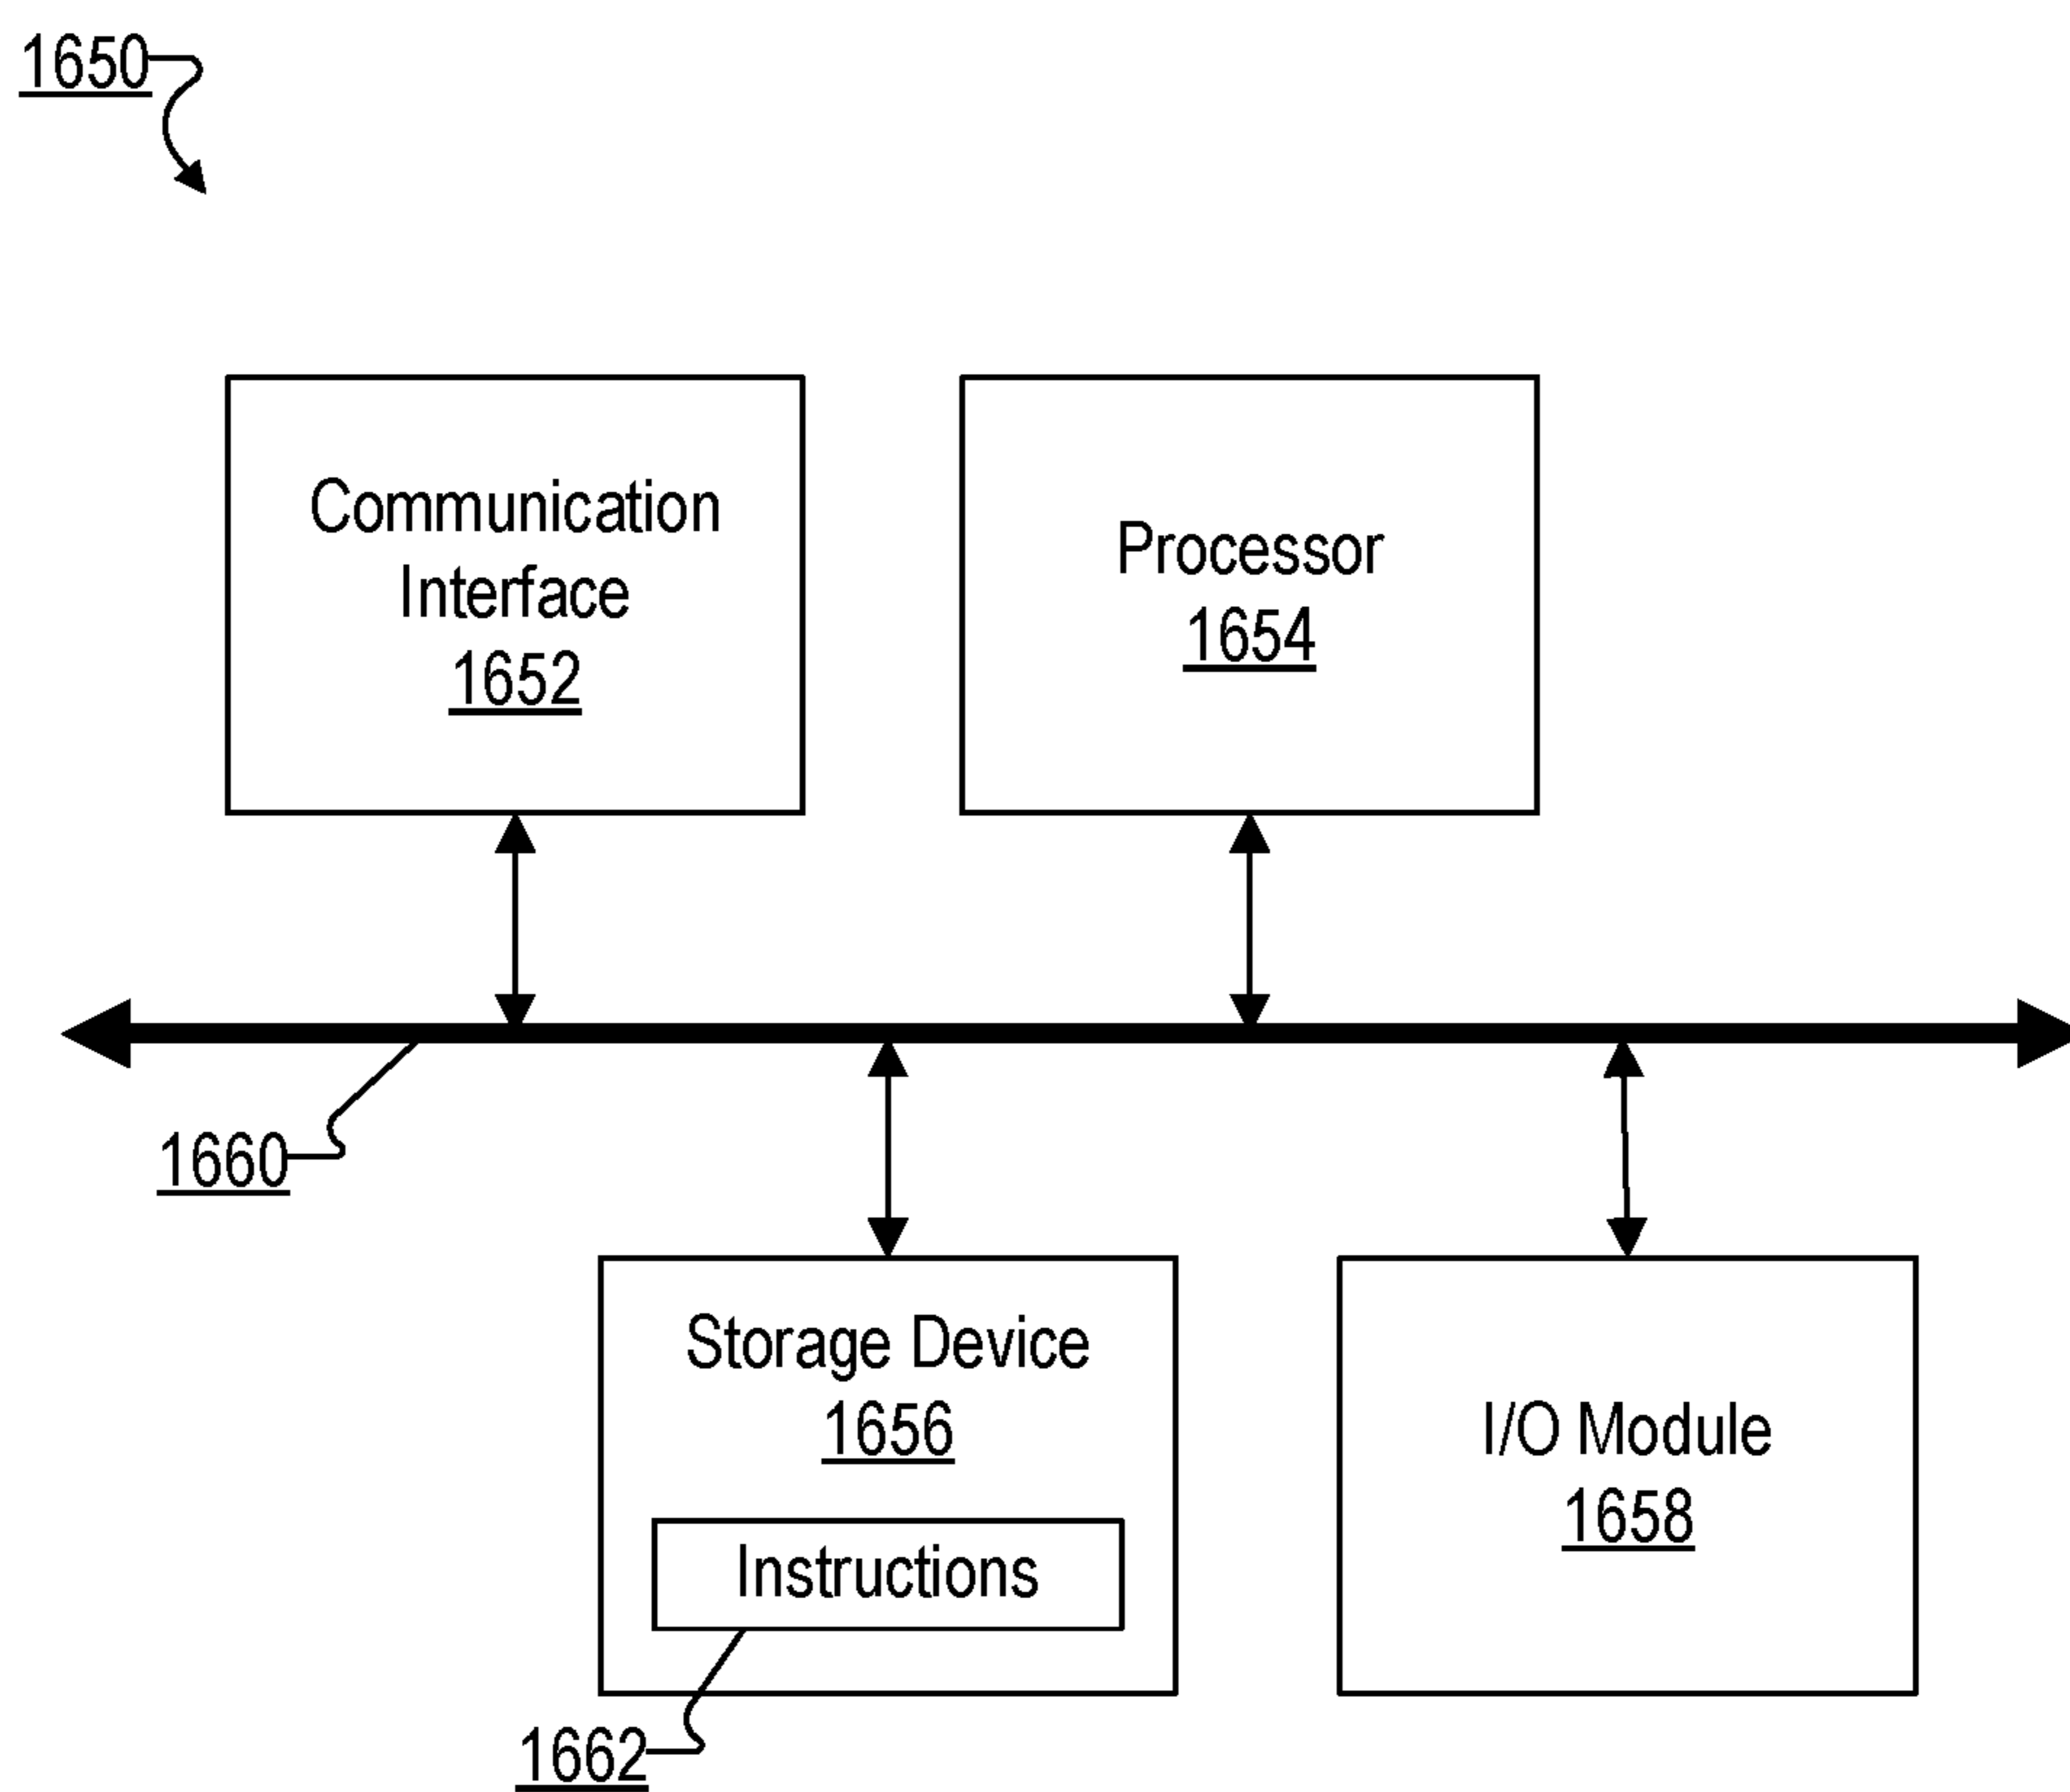 1650
Communication
Interface
1652
Processor
1654
1660
Storage Device
1656
Instructions
1662
I/O Module
1658